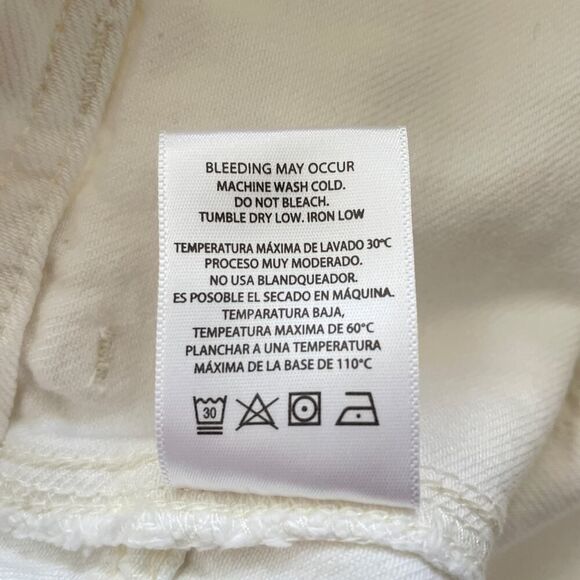 BLEEDING MAY OCCUR
MACHINE WASH COLD.
DO NOT BLEACH.
TUMBLE DRY LOW. IRON LOW
TEMPERATURA MÁXIMA DE LAVADO 30°C
PROCESO MUY MODERADO.
NO USA BLANDQUEADOR.
ES POSOBLE EL SECADO EN MÁQUINA.
TEMPARATURA BAJA,
TEMPEATURA MAXIMA DE 60°C
PLANCHAR A UNA TEMPERATURA
MÁXIMA DE LA BASE DE 110°C
30